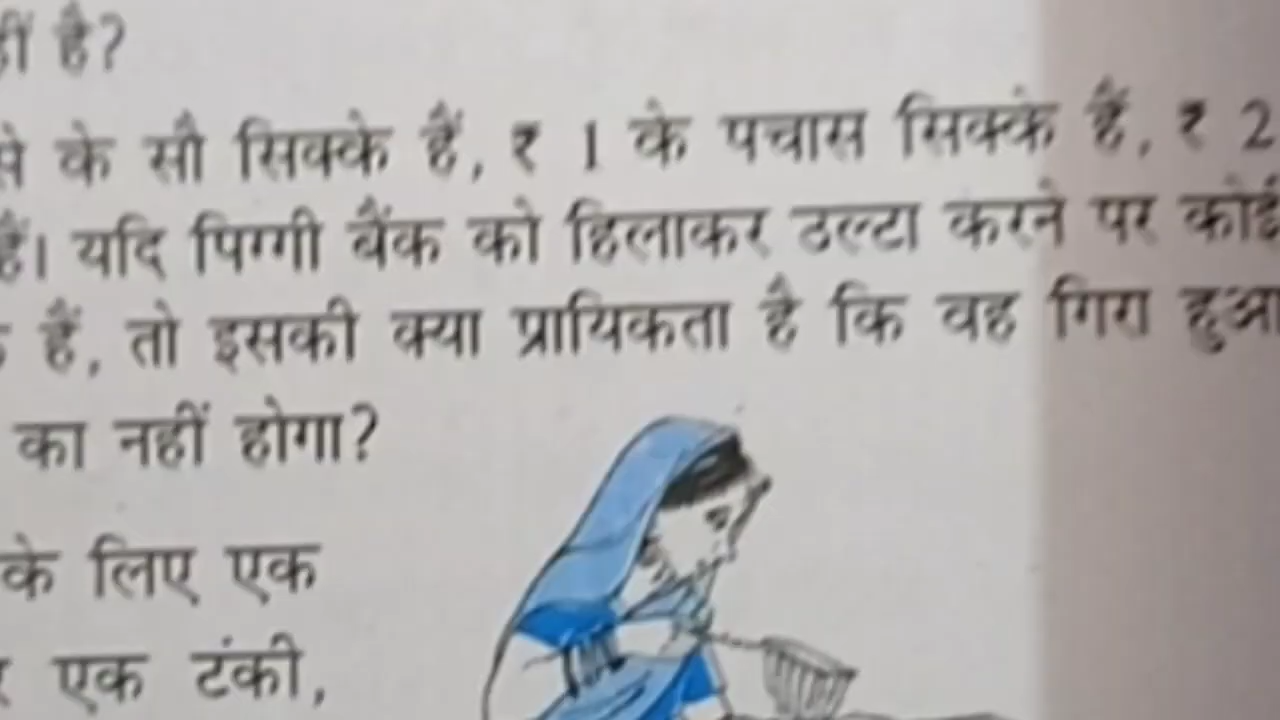 है?
के सौ सिक्के हैं, ₹ 1 के पचास सिक्के हैं, ₹ 2
हैं। यदि पिग्गी बैंक को हिलाकर उल्टा करने पर कोई
हैं, तो इसकी क्या प्रायिकता है कि वह गिरा हुआ
का नहीं होगा?
के लिए एक
एक टंकी,